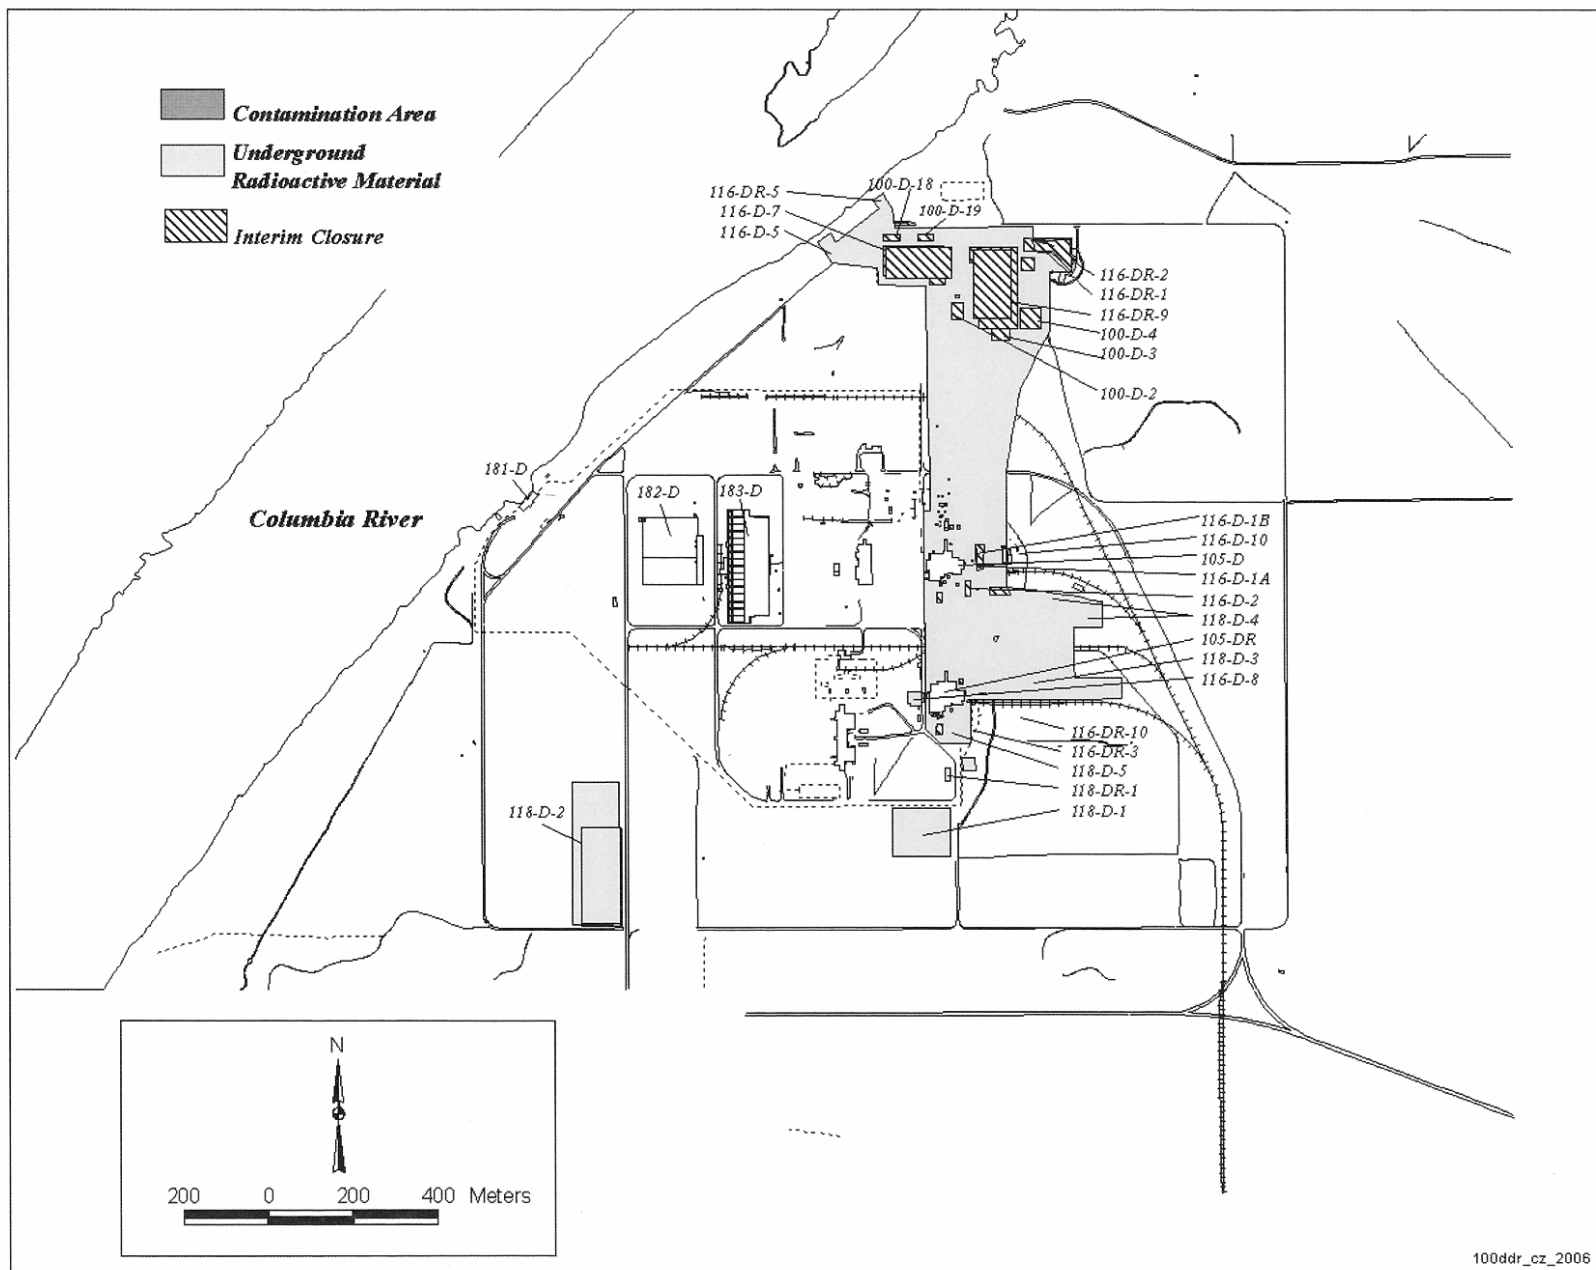 Contamination Area
Underground
Radioactive Material
Interim Closure
116-DR-5
100-D-18
116-D-7
100-D-19
116-D-5
116-DR-2
116-DR-1
116-DR-9
100-D-4
100-D-3
100-D-2
181-D
182-D
183-D
Columbia River
116-D-1B
116-D-10
105-D
116-D-1A
116-D-2
118-D-4
105-DR
118-D-3
116-D-8
116-DR-10
116-DR-3
118-D-5
118-DR-1
118-D-1
118-D-2
N
200 0 200 400 Meters
100ddr_cz_2006